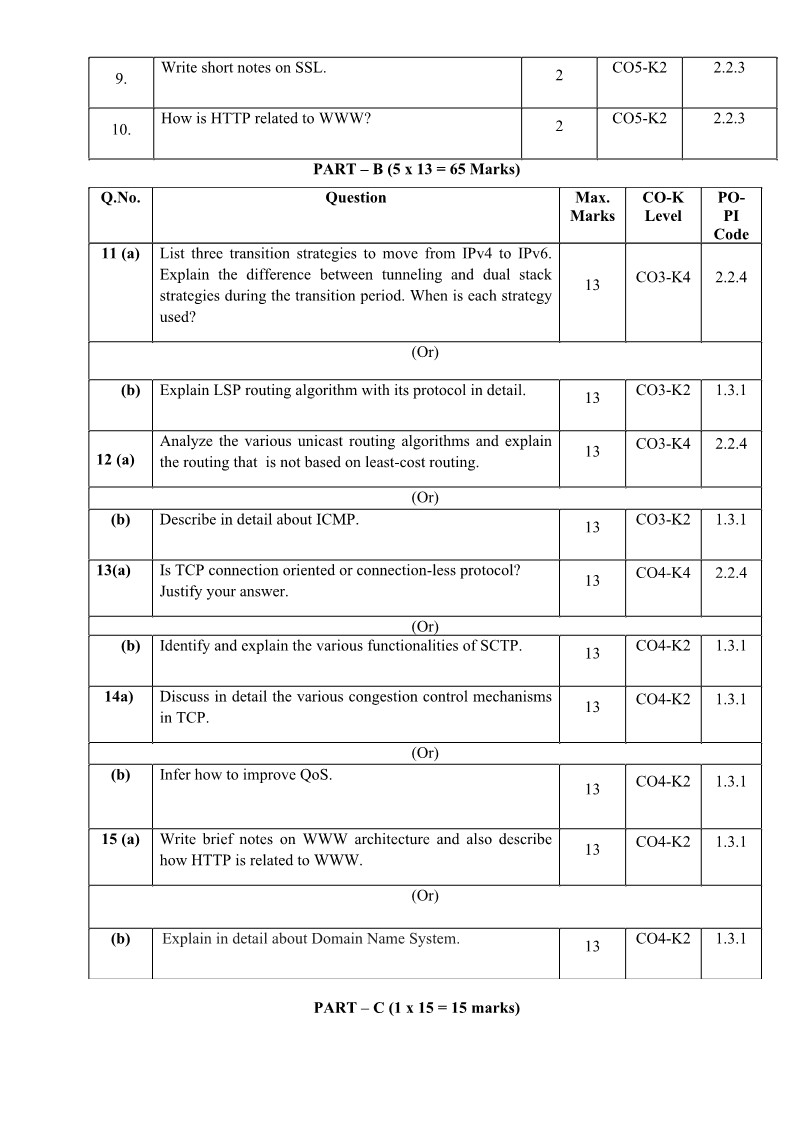 9. Write short notes on SSL. 2 CO5-K2 2.2.3
10. How is HTTP related to WWW? 2 CO5-K2 2.2.3
PART – B (5 x 13 = 65 Marks)
Q.No. Question Max. Marks CO-K Level PO-PI Code
11 (a) List three transition strategies to move from IPv4 to IPv6.
Explain the difference between tunneling and dual stack
strategies during the transition period. When is each strategy
used?
13 CO3-K4 2.2.4
(Or)
(b) Explain LSP routing algorithm with its protocol in detail. 13 CO3-K2 1.3.1
12 (a) Analyze the various unicast routing algorithms and explain
the routing that is not based on least-cost routing.
13 CO3-K4 2.2.4
(Or)
(b) Describe in detail about ICMP. 13 CO3-K2 1.3.1
13(a) Is TCP connection oriented or connection-less protocol?
Justify your answer.
13 CO4-K4 2.2.4
(Or)
(b) Identify and explain the various functionalities of SCTP. 13 CO4-K2 1.3.1
14a) Discuss in detail the various congestion control mechanisms
in TCP.
13 CO4-K2 1.3.1
(Or)
(b) Infer how to improve QoS. 13 CO4-K2 1.3.1
15 (a) Write brief notes on WWW architecture and also describe
how HTTP is related to WWW.
13 CO4-K2 1.3.1
(Or)
(b) Explain in detail about Domain Name System. 13 CO4-K2 1.3.1
PART – C (1 x 15 = 15 marks)